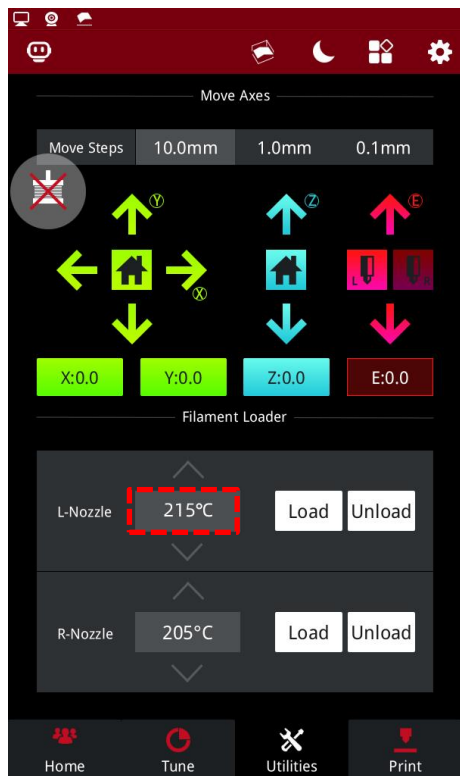 Move Axes
Move Steps 10.0mm 1.0mm 0.1mm
Y Z E
L R
X
X:0.0 Y:0.0 Z:0.0 E:0.0
Filament Loader
L-Nozzle 215℃ Load Unload
R-Nozzle 205°C Load Unload
Home Tune Utilities Print